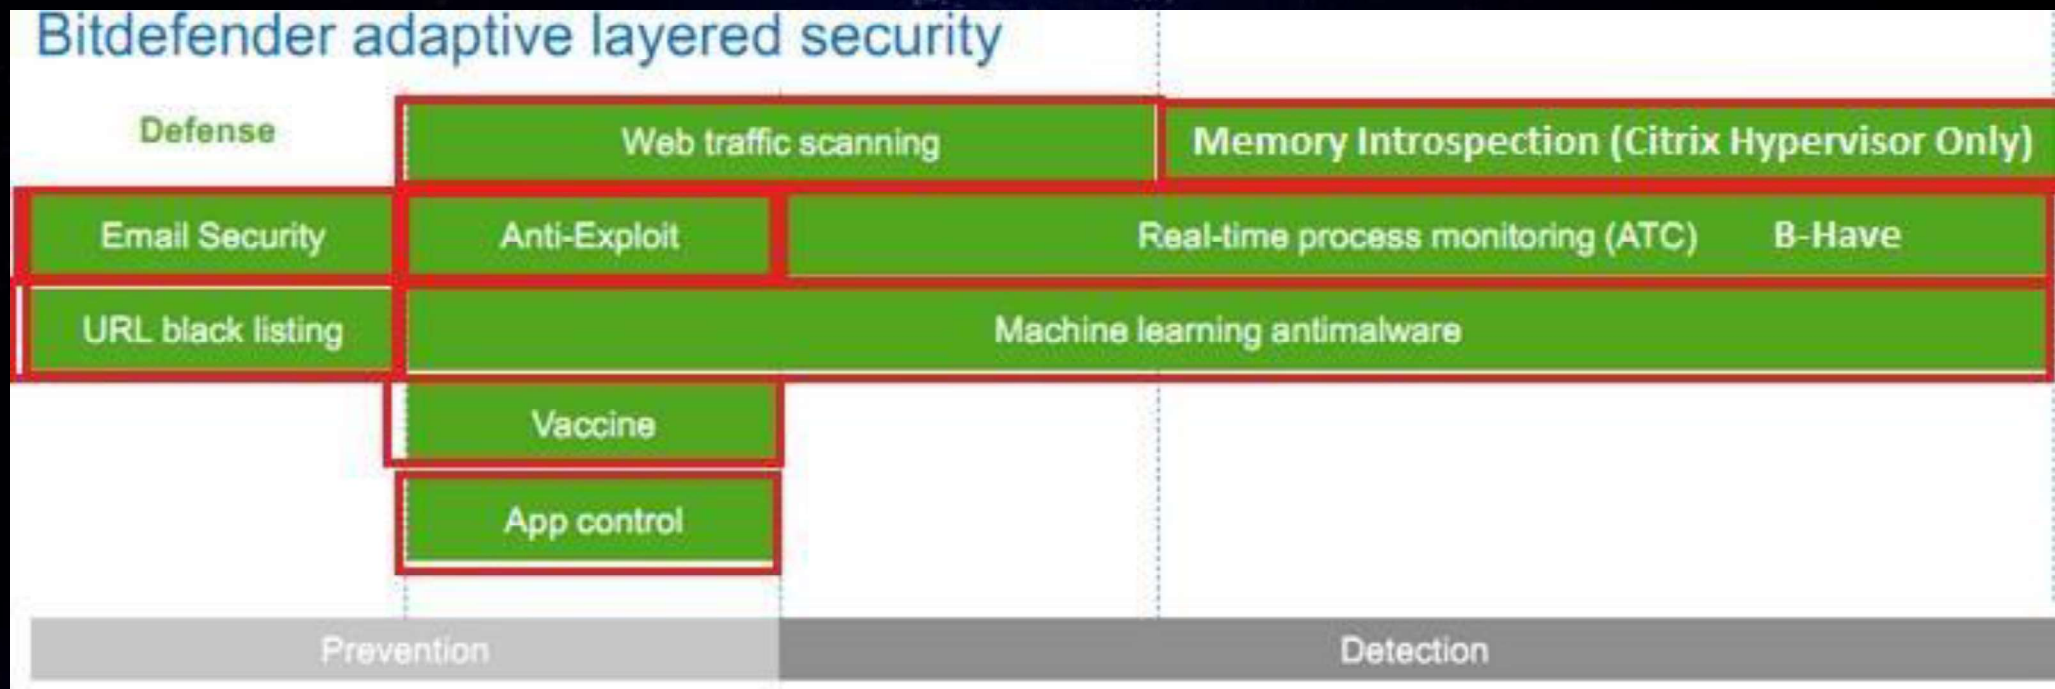 Bitdefender adaptive layered security
Defense
Web traffic scanning
Memory Introspection (Citrix Hypervisor Only)
Email Security
Anti-Exploit
Real-time process monitoring (ATC) B-Have
URL black listing
Machine learning antimalware
Vaccine
App control
Prevention
Detection